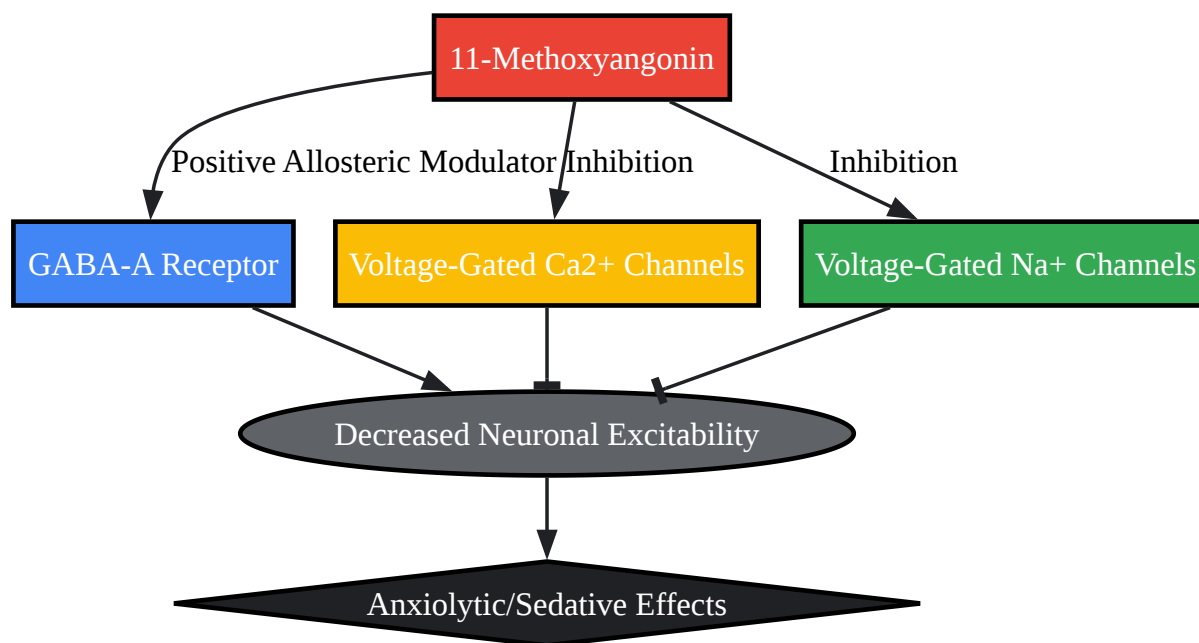 11-Methoxyangonin
Positive Allosteric Modulator
Inhibition
Inhibition
GABA-A Receptor
Voltage-Gated Ca2+ Channels
Voltage-Gated Na+ Channels
Decreased Neuronal Excitability
Anxiolytic/Sedative Effects